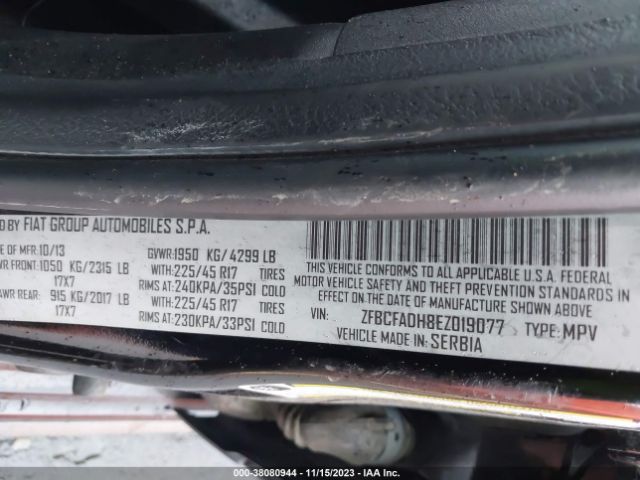 D BY FIAT GROUP AUTOMOBILES S.P.A.
E OF MFR: 10/13 GVWR: 1950 KG/ 4299 LB
WR FRONT: 1050 KG/2315 LB WITH: 225/45 R17 TIRES
17X7 RIMS AT: 240KPA/35PSI COLD
AWR REAR: 915 KG/2017 LB WITH: 225/45 R17 TIRES
17X7 RIMS AT: 230KPA/33PSI COLD
THIS VEHICLE CONFORMS TO ALL APPLICABLE U.S.A. FEDERAL
MOTOR VEHICLE SAFETY, BUMPER, AND THEFT PREVENTION STANDARDS
IN EFFECT ON THE DATE OF MANUFACTURE SHOWN ABOVE.
VIN: ZFBCFADH8EZ019077 TYPE: MPV
VEHICLE MADE IN: SERBIA
000-38080944 - 11/15/2023 - IAA Inc.